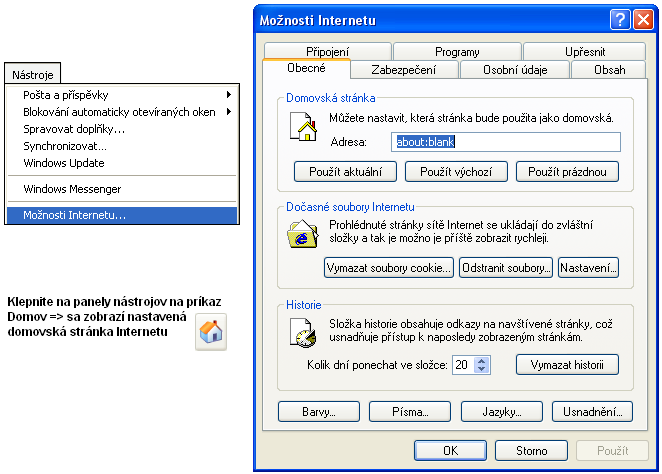 Nástroje
Pošta a příspěvky
Blokování automaticky otevíraných oken
Spravovat doplňky...
Synchronizovat...
Windows Update
Windows Messenger
Možnosti Internetu...
Klepnite na panely nástrojov na príkaz
Domov => sa zobrazí nastavená
domovská stránka Internetu
Možnosti Internetu
Připojení
Programy
Upřesnit
Obecné
Zabezpečení
Osobní údaje
Obsah
Domovská stránka
Můžete nastavit, která stránka bude použita jako domovská.
Adresa:
about:blank
Použít aktuální
Použít výchozí
Použít prázdnou
Dočasné soubory Internetu
Prohlédnuté stránky sítě Internet se ukládají do zvláštní
složky a tak je možno je příště zobrazit rychleji.
Vymazat soubory cookie...
Odstranit soubory...
Nastavení...
Historie
Složka historie obsahuje odkazy na navštívené stránky, což
usnadňuje přístup k naposledy zobrazeným stránkám.
Kolik dní ponechat ve složce:
20
Vymazat historii
Barvy...
Písma...
Jazyky...
Usnadnění...
OK
Storno
Použít